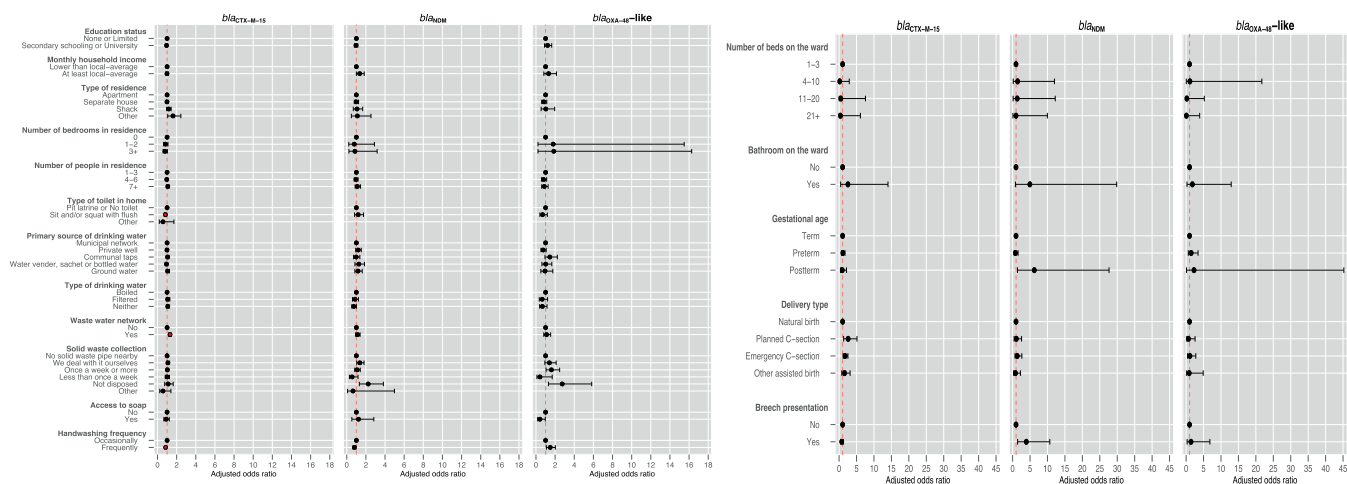 blaCTX−M−15 blaNDM blaOXA−48−like
Education status
None or Limited
Secondary schooling or University
Monthly household income
Lower than local−average
At least local−average
Type of residence
Apartment
Separate house
Shack
Other
Number of bedrooms in residence
0
1−2
3+
Number of people in residence
1−3
4−6
7+
Type of toilet in home
Pit latrine or No toilet
Sit and/or squat with flush
Other
Primary source of drinking water
Municipal network
Private well
Communal taps
Water vender, sachet or bottled water
Ground water
Type of drinking water
Boiled
Filtered
Neither
Waste water network
No
Yes
Solid waste collection
No solid waste pipe nearby
We deal with it ourselves
Once a week or more
Less than once a week
Not disposed
Other
Access to soap
No
Yes
Handwashing frequency
Occasionally
Frequently
0 2 4 6 8 10 12 14 16 18 0 2 4 6 8 10 12 14 16 18 0 2 4 6 8 10 12 14 16 18
Adjusted odds ratio Adjusted odds ratio Adjusted odds ratio
blaCTX−M−15 blaNDM blaOXA−48−like
Number of beds on the ward
1−3
4−10
11−20
21+
Bathroom on the ward
No
Yes
Gestational age
Term
Preterm
Postterm
Delivery type
Natural birth
Planned C−section
Emergency C−section
Other assisted birth
Breech presentation
No
Yes
0 5 10 15 20 25 30 35 40 45 0 5 10 15 20 25 30 35 40 45 0 5 10 15 20 25 30 35 40 45
Adjusted odds ratio Adjusted odds ratio Adjusted odds ratio